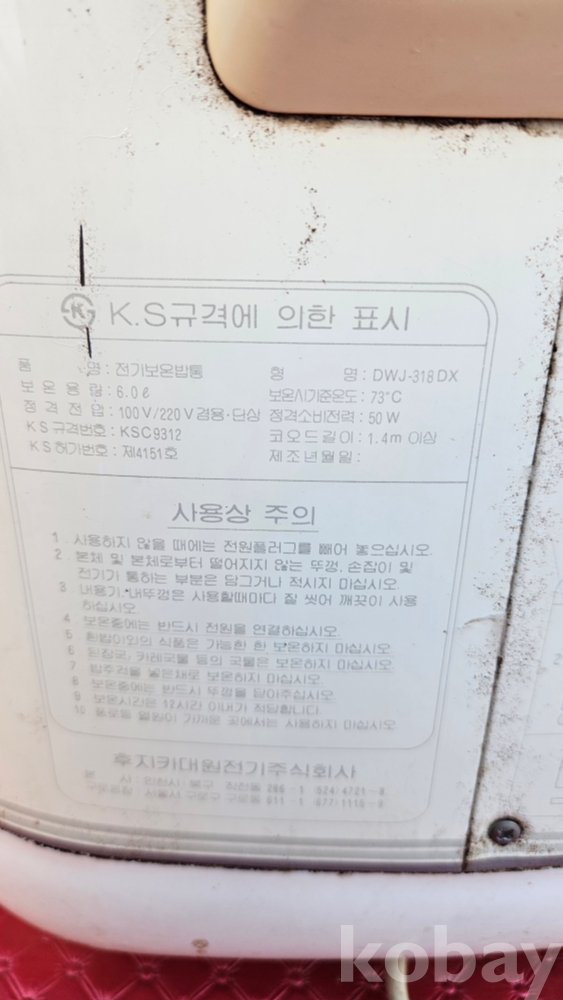 K.S규격에 의한 표시
품 명 : 전기보온밥통 형 명 : DWJ-318DX
보온용량 : 6.0ℓ 보온시기준온도 : 73°C
정격전압 : 100V/220V겸용·단상 정격소비전력 : 50W
KS규격번호 : KSC9312 코오드길이 : 1.4m 이상
KS허가번호 : 제4151호 제조년월일 :
사용상 주의
1 사용하지 않을 때에는 전원플러그를 빼어 놓으십시오
2 본체 및 본체로부터 떨어지지 않는 뚜껑, 손잡이 및
전기가 통하는 부분은 담그거나 적시지 마십시오
3 내용기, 내뚜껑은 사용할때마다 잘 씻어 깨끗이 사용
하십시오
4 보온중에는 반드시 전원을 연결하십시오
5 흰밥이외의 식품은 가능한 한 보온하지 마십시오
6 된장국, 카레국물 등의 국물은 보온하지 마십시오
7 밥주걱을 넣은채로 보온하지 마십시오
8 보온중에는 반드시 뚜껑을 닫아주십시오
9 보온시간은 12시간 이내가 적당합니다
10 곳에서는 사용하지 마십시오
후지카대원전기주식회사
구로공장 서울시 구로구 구로동
kobay